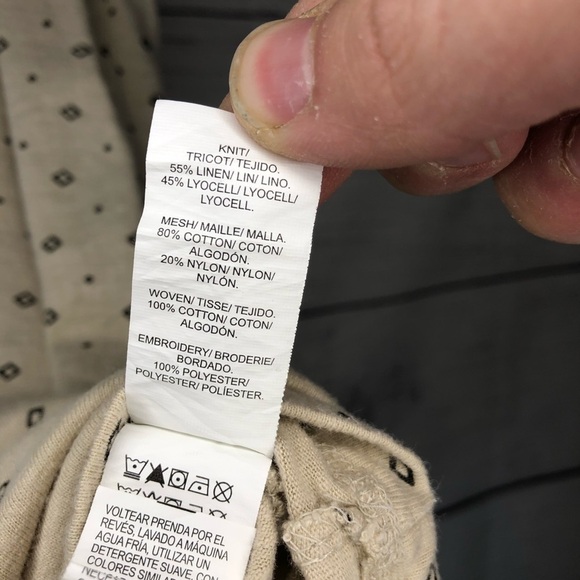 KNIT/
TRICOT/ TEJIDO.
55% LINEN/ LIN/ LINO.
45% LYOCELL/ LYOCELL/
LYOCELL.
MESH/ MAILLE/ MALLA.
80% COTTON/ COTON/
ALGODÓN.
20% NYLON/ NYLON/
NYLÓN.
WOVEN/ TISSE/ TEJIDO.
100% COTTON/ COTON/
ALGODÓN.
EMBROIDERY/ BRODERIE/
BORDADO.
100% POLYESTER/
POLYESTER/ POLÍESTER.
VOLTEAR PRENDA POR EL
REVÉS, LAVADO A MÁQUINA
AGUA FRÍA, UTILIZAR UN
DETERGENTE SUAVE, CON
COLORES SIMILARES